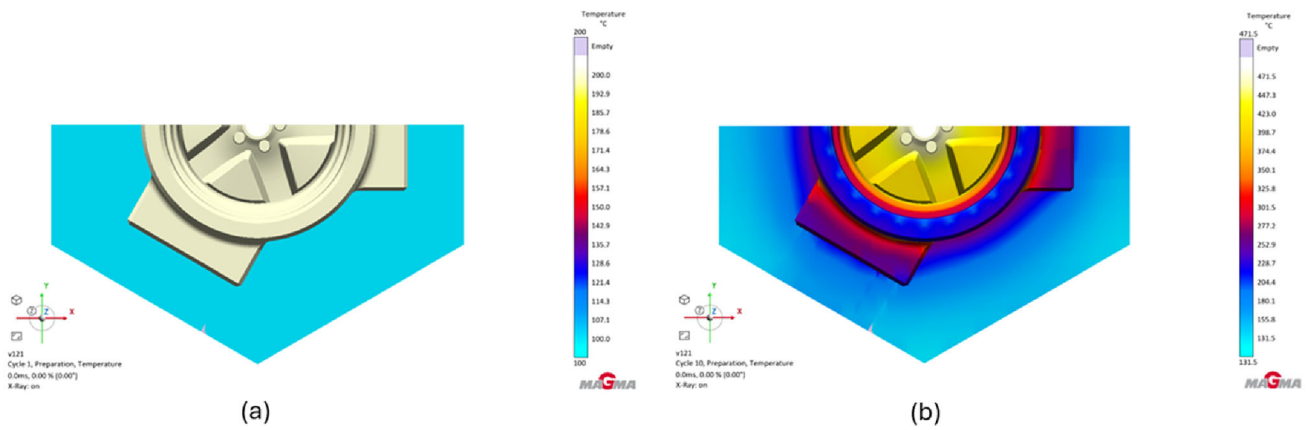 Temperature
°C
200
Empty
200.0
192.9
185.7
178.6
171.4
164.3
157.1
150.0
142.9
135.7
128.6
121.4
114.3
107.1
100.0
100
Y
Z
Z
X
v121
Cycle 1, Preparation, Temperature
0.0ms, 0.00 % (0.00")
X-Ray: on
MAGMA
(a)
Temperature
°C
471.5
Empty
471.5
447.3
423.0
398.7
374.4
350.1
325.8
301.5
277.2
252.9
228.7
204.4
180.1
155.8
131.5
Y
Z
Z
X
v121
Cycle 10, Preparation, Temperature
0.0ms, 0.00 % (0.00")
X-Ray: on
MAGMA
(b)